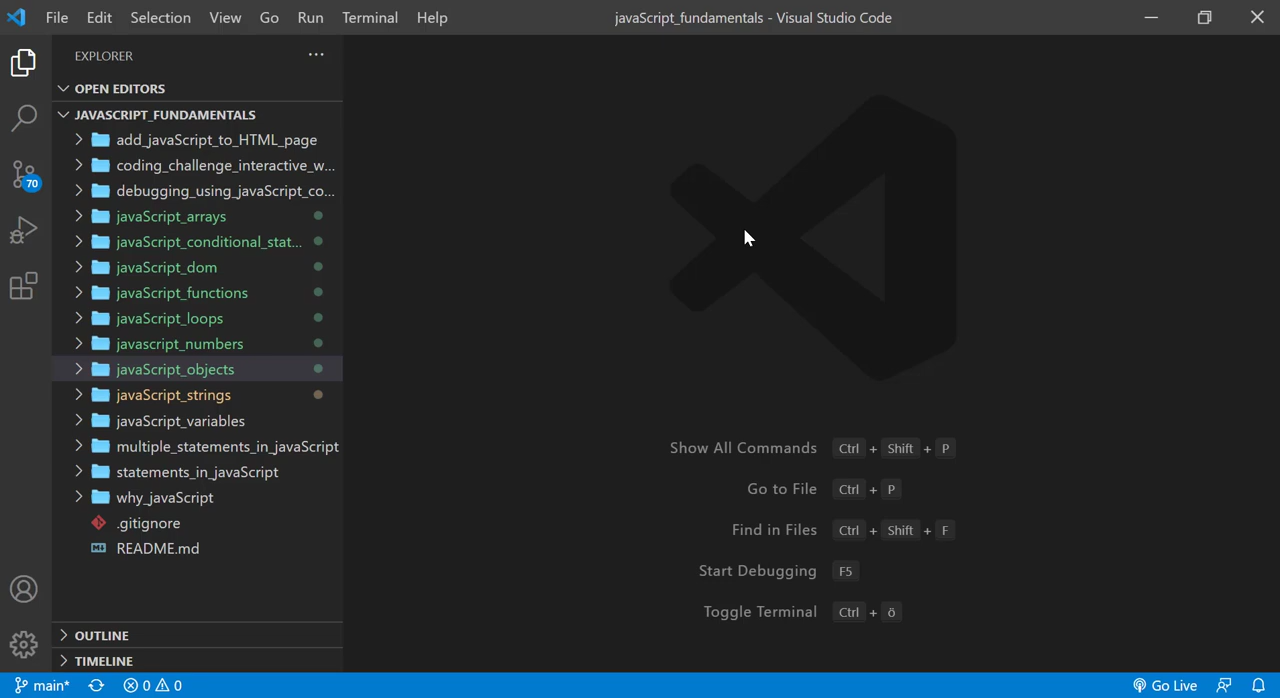 File Edit Selection View Go Run Terminal Help javaScript_fundamentals - Visual Studio Code
EXPLORER
OPEN EDITORS
JAVASCRIPT_FUNDAMENTALS
add_javaScript_to_HTML_page
coding_challenge_interactive_w...
debugging_using_javaScript_co...
70
javaScript_arrays
javaScript_conditional_stat...
javaScript_dom
javaScript_functions
javaScript_loops
javascript_numbers
javaScript_objects
javaScript_strings
javaScript_variables
multiple_statements_in_javaScript
statements_in_javaScript
why_javaScript
.gitignore
README.md
Show All Commands Ctrl + Shift + P
Go to File Ctrl + P
Find in Files Ctrl + Shift + F
Start Debugging F5
Toggle Terminal Ctrl + ö
OUTLINE
TIMELINE
main* 0 0 Go Live